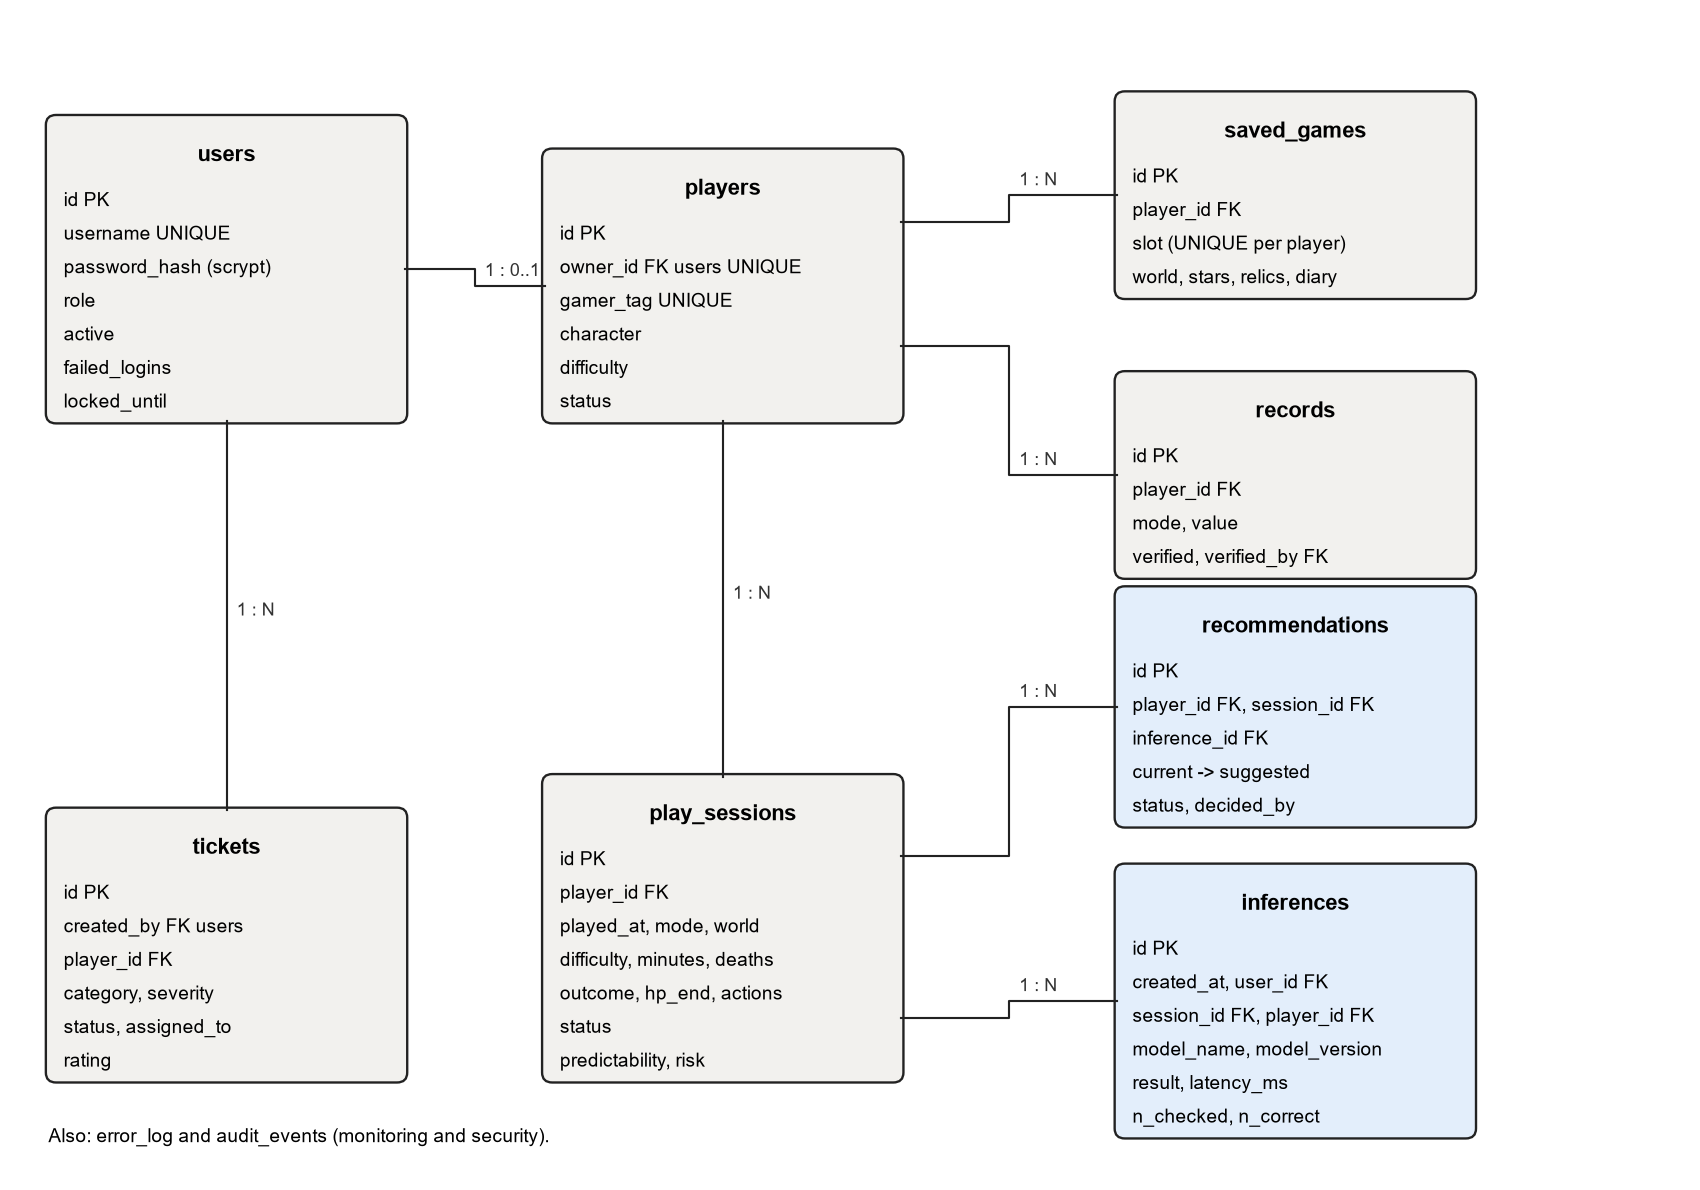 users
id PK
username UNIQUE
password_hash (scrypt)
role
active
failed_logins
locked_until
1 : 0..1
players
id PK
owner_id FK users UNIQUE
gamer_tag UNIQUE
character
difficulty
status
1 : N
saved_games
id PK
player_id FK
slot (UNIQUE per player)
world, stars, relics, diary
1 : N
records
id PK
player_id FK
mode, value
verified, verified_by FK
1 : N
1 : N
tickets
id PK
created_by FK users
player_id FK
category, severity
status, assigned_to
rating
play_sessions
id PK
player_id FK
played_at, mode, world
difficulty, minutes, deaths
outcome, hp_end, actions
status
predictability, risk
1 : N
recommendations
id PK
player_id FK, session_id FK
inference_id FK
current -> suggested
status, decided_by
1 : N
inferences
id PK
created_at, user_id FK
session_id FK, player_id FK
model_name, model_version
result, latency_ms
n_checked, n_correct
Also: error_log and audit_events (monitoring and security).